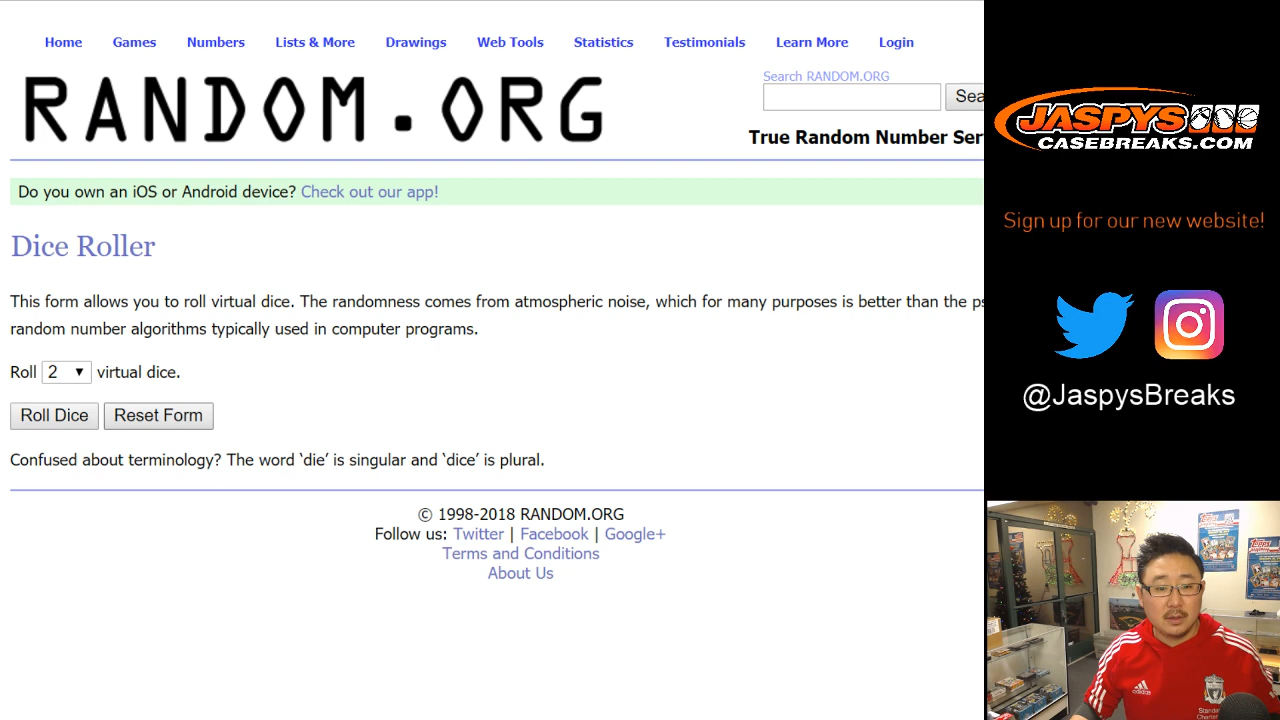 Home Games Numbers Lists & More Drawings Web Tools Statistics Testimonials Learn More Login
RANDOM.ORG
Search RANDOM.ORG
Sea
True Random Number Ser
Do you own an iOS or Android device? Check out our app!
Dice Roller
This form allows you to roll virtual dice. The randomness comes from atmospheric noise, which for many purposes is better than the ps
random number algorithms typically used in computer programs.
Roll 2 virtual dice.
Roll Dice Reset Form
Confused about terminology? The word ‘die’ is singular and ‘dice’ is plural.
© 1998-2018 RANDOM.ORG
Follow us: Twitter | Facebook | Google+
Terms and Conditions
About Us
JASPYS
CASEBREAKS.COM
Sign up for our new website!
@JaspysBreaks
Topps
Topps
adidas